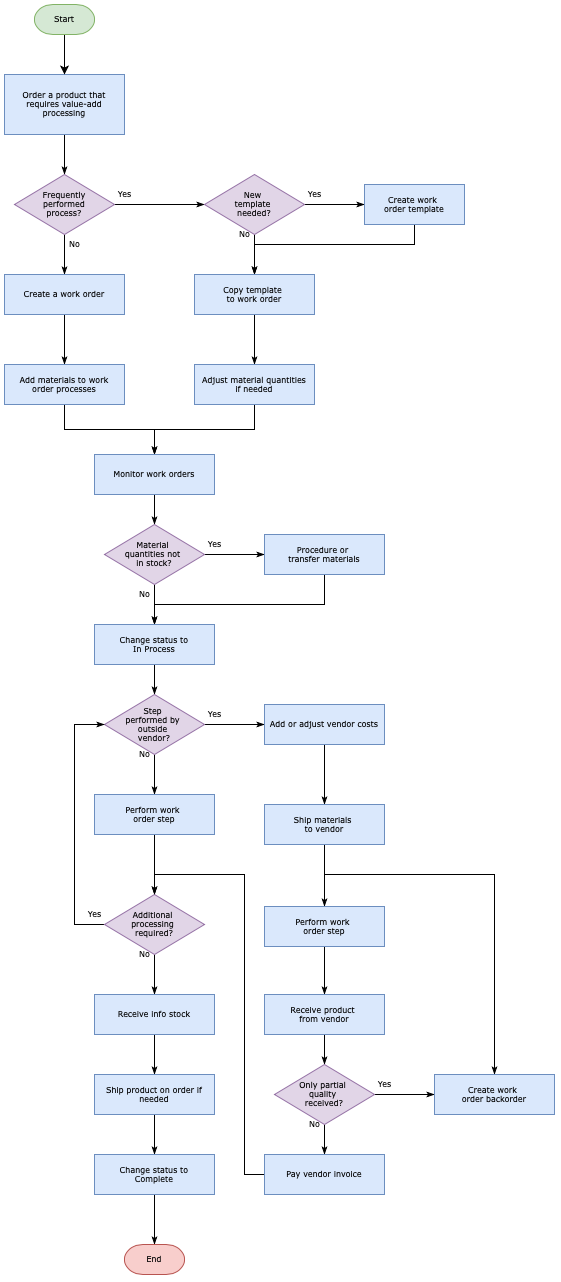 Start
Order a product that
requires value-add
processing
Frequently
performed
process?
Yes
New
template
needed?
Yes
Create work
order template
No
No
Create a work order
Copy template
to work order
Add materials to work
order processes
Adjust material quantities
if needed
Monitor work orders
Material
quantities not
in stock?
Yes
Procedure or
transfer materials
No
Change status to
In Process
Step
performed by
outside
vendor?
Yes
Add or adjust vendor costs
No
Perform work
order step
Ship materials
to vendor
Yes
Additional
processing
required?
Perform work
order step
No
Receive info stock
Receive product
from vendor
Ship product on order if
needed
Only partial
quality
received?
Yes
Create work
order backorder
No
Change status to
Complete
Pay vendor invoice
End